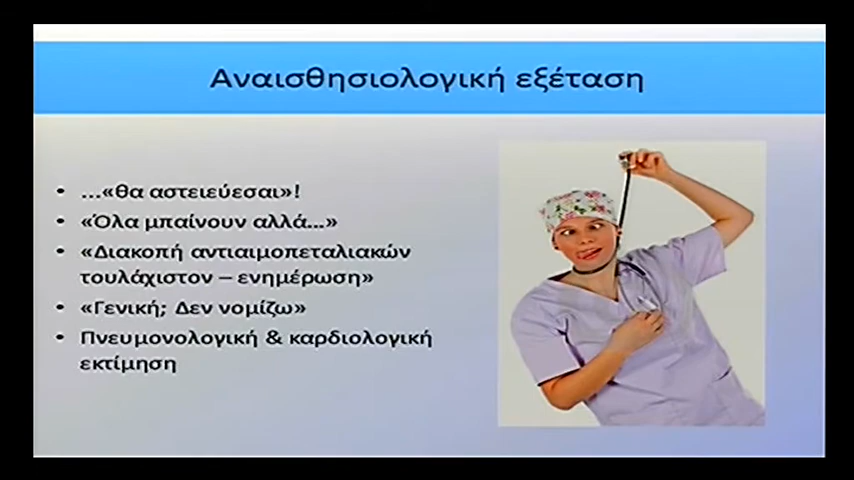 Αναισθησιολογική εξέταση
• …«θα αστειεύεσαι»!
• «Όλα μπαίνουν αλλά...»
• «Διακοπή αντιαιμοπεταλιακών
τουλάχιστον – ενημέρωση»
• «Γενική; Δεν νομίζω»
• Πνευμονολογική & καρδιολογική
εκτίμηση